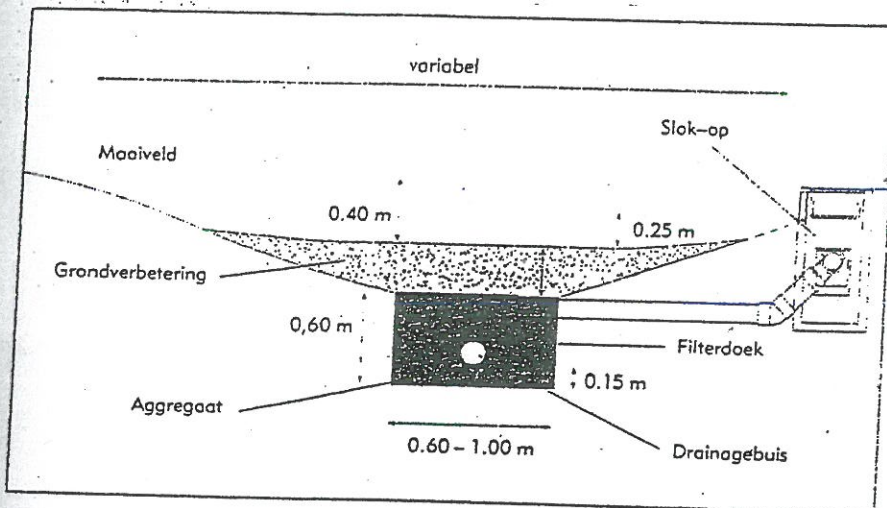 variabel
Slok-op
Maaiveld
0.40 m
0.25 m
Grondverbetering
0,60 m
Filterdoek
0.15 m
Aggregaat
0.60 - 1.00 m
Drainagebuis